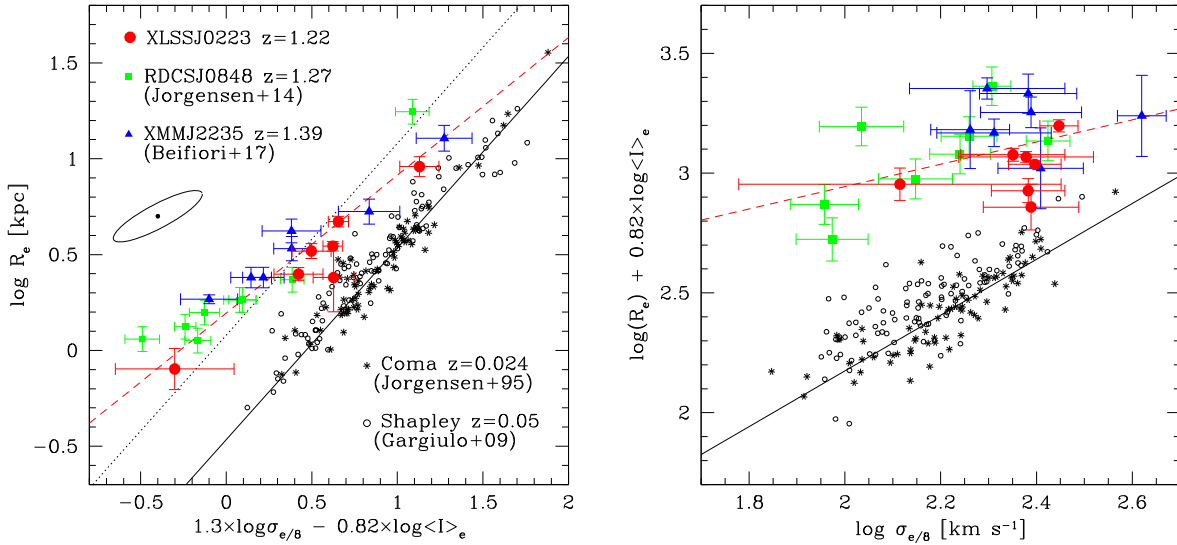 XLSSJ0223 z=1.22
RDCSJ0848 z=1.27
(Jorgensen+14)
XMMJ2235 z=1.39
(Beifiori+17)
Coma z=0.024
(Jorgensen+95)
Shapley z=0.05
(Gargiulo+09)
1.5
1
0.5
0
−0.5
log R_e [kpc]
−0.5 0 0.5 1 1.5 2
1.3×logσ_e/8 − 0.82×log<I>_e
3.5
3
2.5
2
log(R_e) + 0.82×log<I>_e
1.8 2 2.2 2.4 2.6
log σ_e/8 [km s⁻¹]